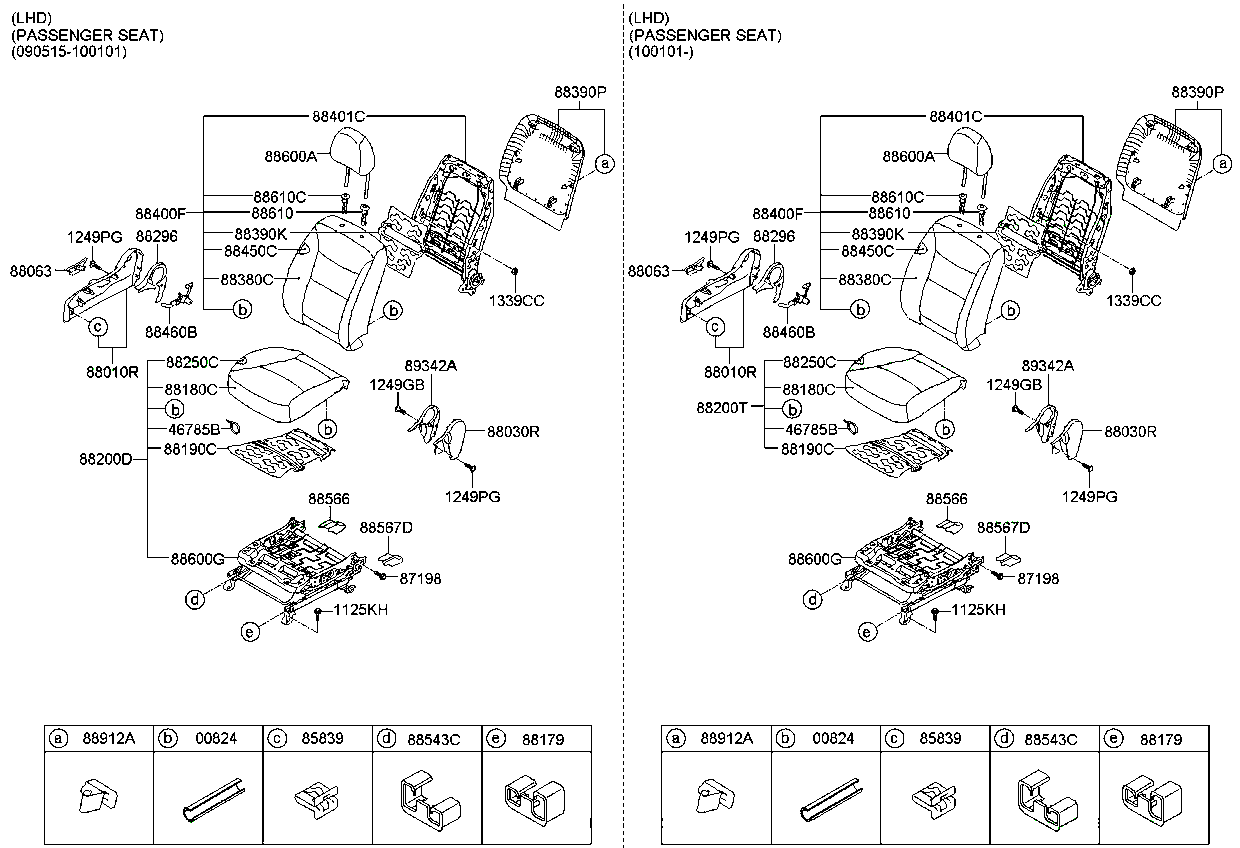 (LHD)
(PASSENGER SEAT)
(090515-100101)
88390P
88401C
88600A
a
88610C
88400F
88610
1249PG
88296
88390K
88450C
88063
88380C
1339CC
b
b
c
88460B
88010R
88250C
89342A
88180C
1249GB
b
46785B
b
88030R
88190C
88200D
1249PG
88566
88567D
88600G
87198
d
1125KH
e
a 88912A
b 00824
c 85839
d 88543C
e 88179
(LHD)
(PASSENGER SEAT)
(100101-)
88390P
88401C
88600A
a
88610C
88400F
88610
1249PG
88296
88390K
88450C
88063
88380C
1339CC
b
b
c
88460B
88010R
88250C
89342A
88180C
1249GB
88200T
b
46785B
b
88030R
88190C
1249PG
88566
88567D
88600G
87198
d
1125KH
e
a 88912A
b 00824
c 85839
d 88543C
e 88179